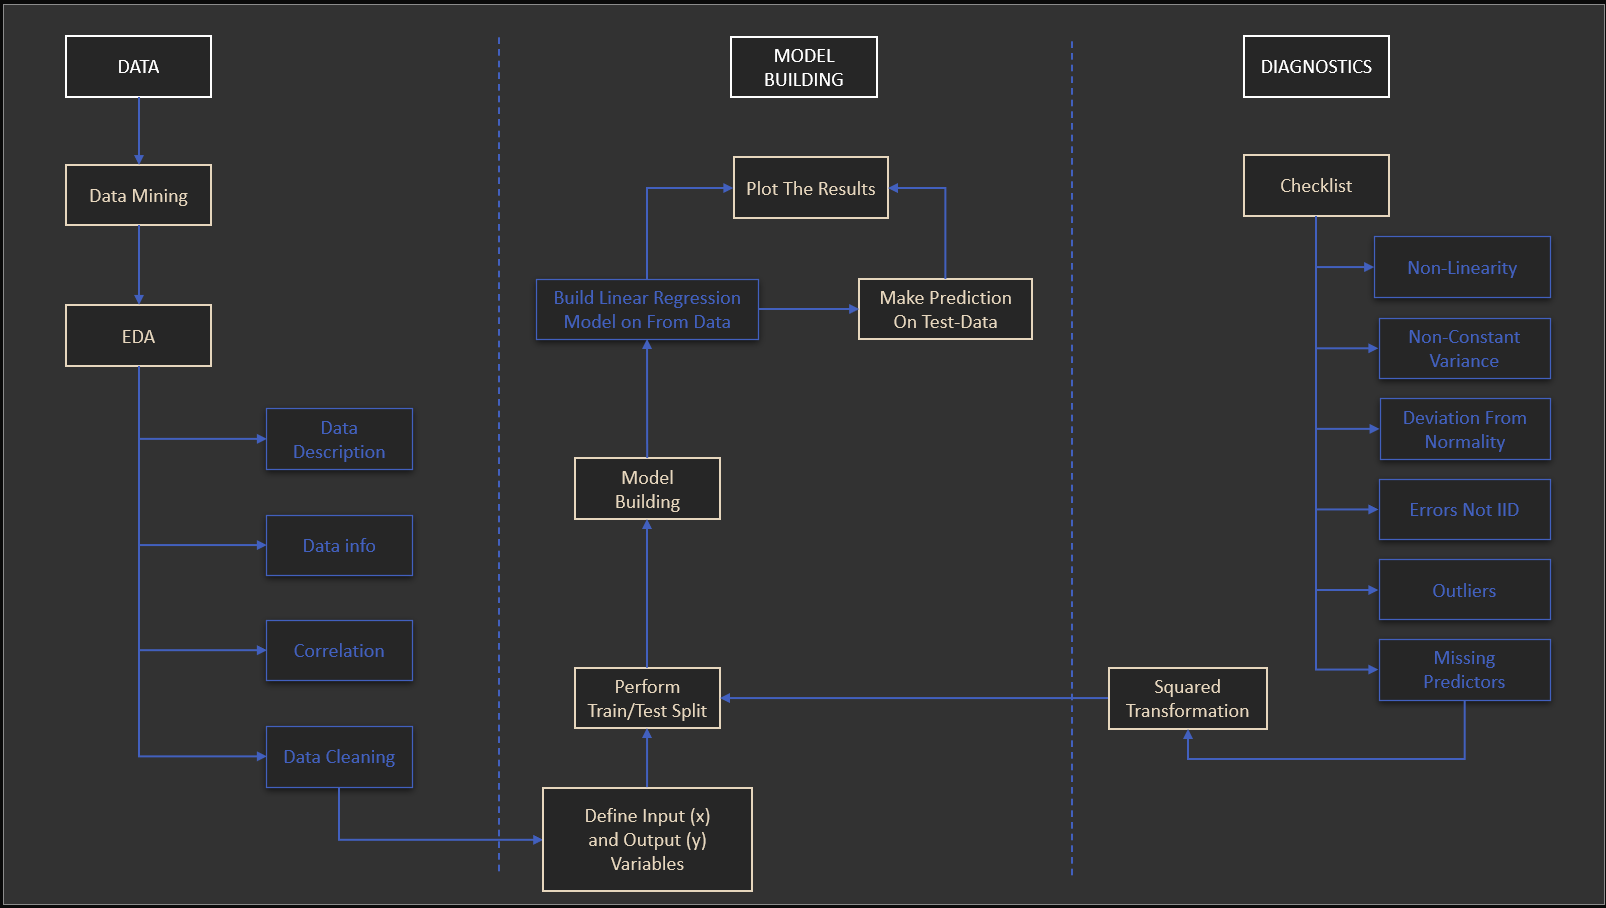 DATA
Data Mining
EDA
Data
Description
Data info
Correlation
Data Cleaning
MODEL
BUILDING
Plot The Results
Build Linear Regression
Model on From Data
Make Prediction
On Test-Data
Model
Building
Perform
Train/Test Split
Define Input (x)
and Output (y)
Variables
DIAGNOSTICS
Checklist
Non-Linearity
Non-Constant
Variance
Deviation From
Normality
Errors Not IID
Outliers
Missing
Predictors
Squared
Transformation